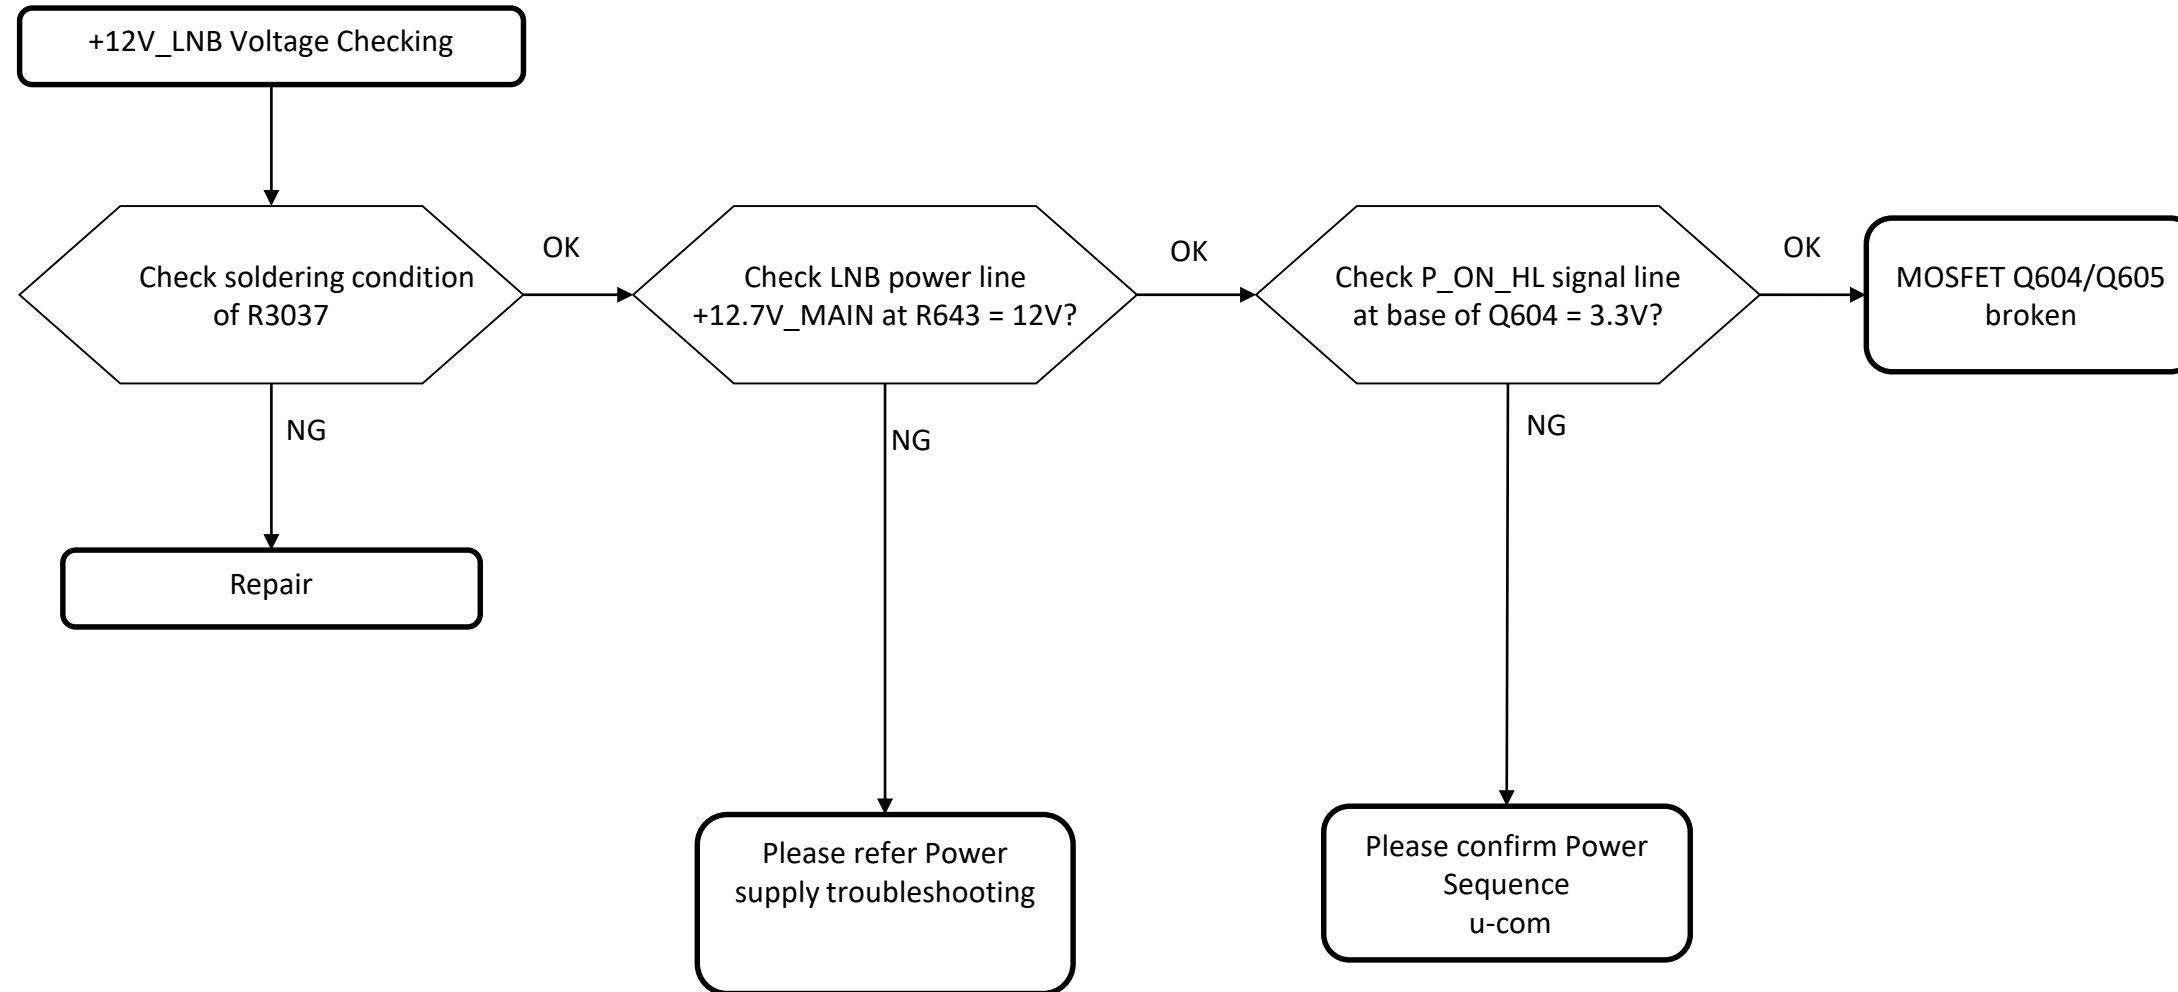 +12V_LNB Voltage Checking
Check soldering condition
of R3037
OK
Check LNB power line
+12.7V_MAIN at R643 = 12V?
OK
Check P_ON_HL signal line
at base of Q604 = 3.3V?
OK
MOSFET Q604/Q605
broken
NG
NG
NG
Repair
Please refer Power
supply troubleshooting
Please confirm Power
Sequence
u-com